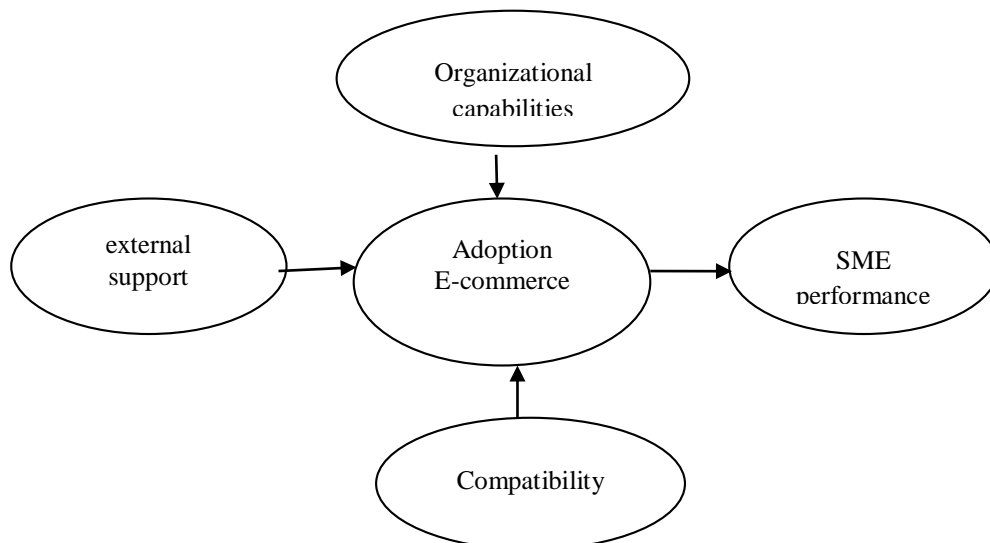 Organizational
capabilities
external
support
Adoption
E-commerce
SME
performance
Compatibility